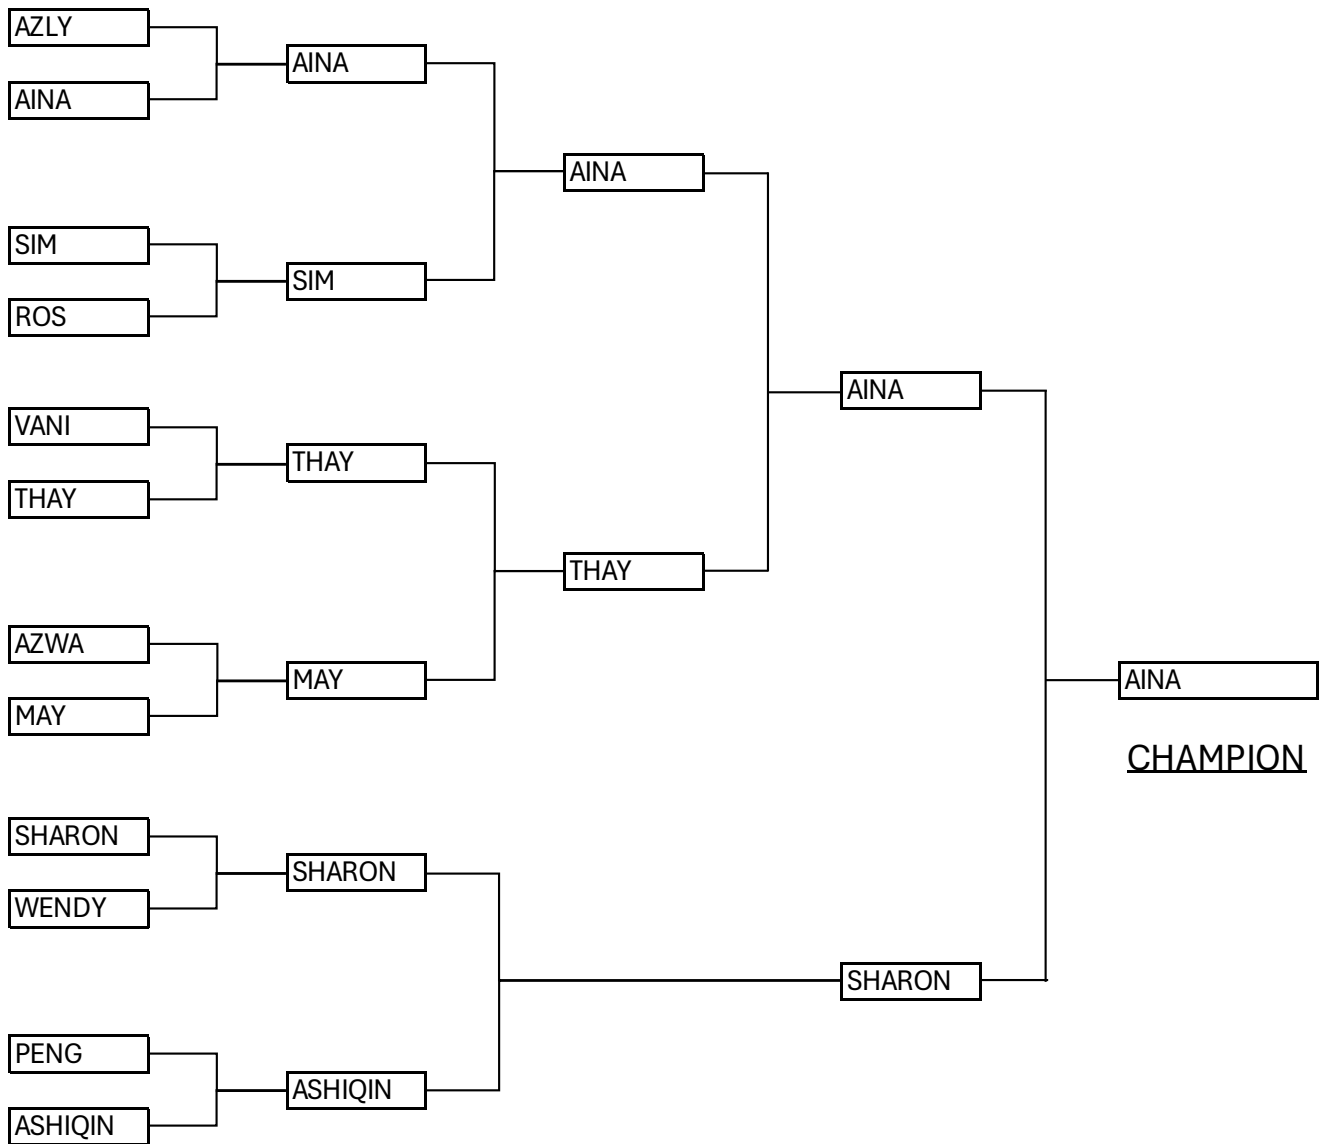 AZLY
AINA
AINA
AINA
SIM
SIM
ROS
AINA
VANI
THAY
THAY
THAY
AZWA
MAY
MAY
AINA
CHAMPION
SHARON
SHARON
WENDY
SHARON
PENG
ASHIQIN
ASHIQIN